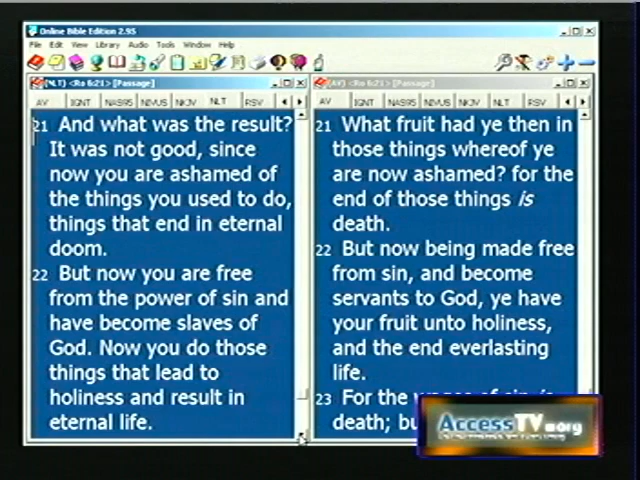 Online Bible Edition 2.95
File Edit View Library Audio Tools Window Help
(NLT) <Ro 6:21> [Passage]
AV IGNT NAS95 NIVUS NKJV NLT RSV
21 And what was the result?
It was not good, since
now you are ashamed of
the things you used to do,
things that end in eternal
doom.
22 But now you are free
from the power of sin and
have become slaves of
God. Now you do those
things that lead to
holiness and result in
eternal life.
(AV) <Ro 6:21> [Passage]
AV IGNT NAS95 NIVUS NKJV NLT RSV
21 What fruit had ye then in
those things whereof ye
are now ashamed? for the
end of those things is
death.
22 But now being made free
from sin, and become
servants to God, ye have
your fruit unto holiness,
and the end everlasting
life.
23 For the wages of sin is
death; bu
AccessTV.org